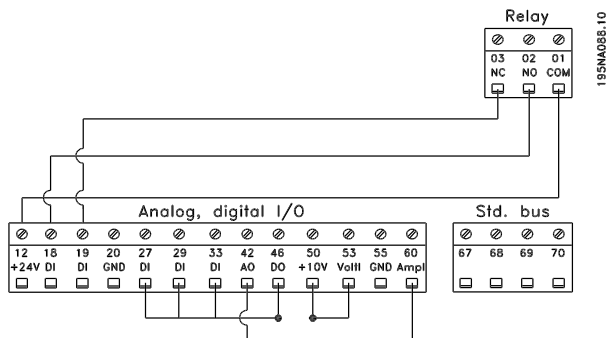 Relay
03 02 01
NC NO COM
195NA088.10
Analog, digital I/O
12 18 19 20 27 29 33 42 46 50 53 55 60
+24V DI DI GND DI DI DI AO DO +10V VoltI GND AmpI
Std. bus
67 68 69 70